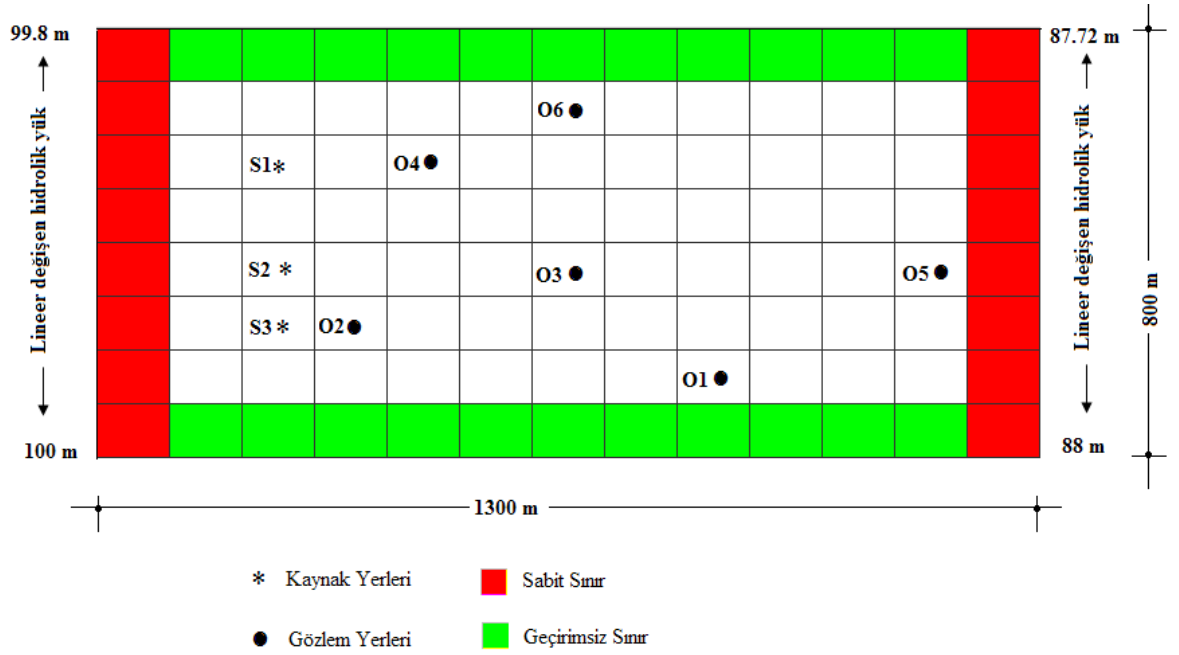 99.8 m
87.72 m
Lineer değişen hidrolik yük
O6
S1
O4
S2
O3
O5
S3
O2
O1
Lineer değişen hidrolik yük
800 m
100 m
88 m
1300 m
Kaynak Yerleri
Sabit Sınır
Gözlem Yerleri
Geçirimsiz Sınır